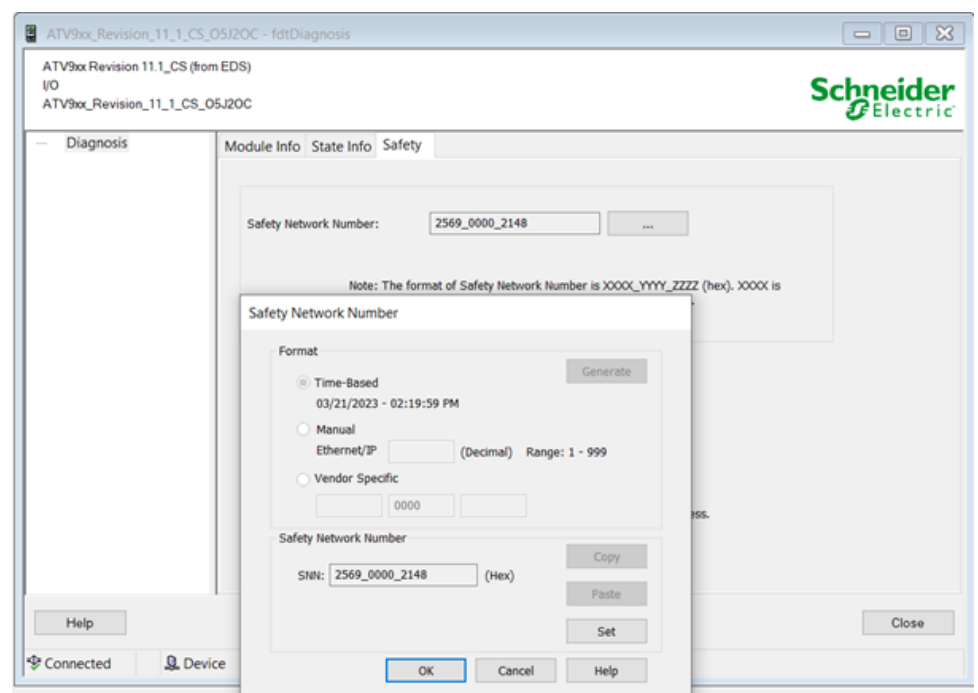 ATV9xx_Revision_11_1_CS_O5J2OC - fdtDiagnosis
ATV9xx Revision 11.1_CS (from EDS)
I/O
ATV9xx_Revision_11_1_CS_O5J2OC
Schneider
Electric
Diagnosis
Module Info State Info Safety
Safety Network Number: 2569_0000_2148 ...
Note: The format of Safety Network Number is XXXX_YYYY_ZZZZ (hex). XXXX is
Safety Network Number
Format
Generate
Time-Based
03/21/2023 - 02:19:59 PM
Manual
Ethernet/IP (Decimal) Range: 1 - 999
Vendor Specific
0000
ess.
Safety Network Number
Copy
SNN: 2569_0000_2148 (Hex)
Paste
Set
OK Cancel Help
Help Close
Connected Device